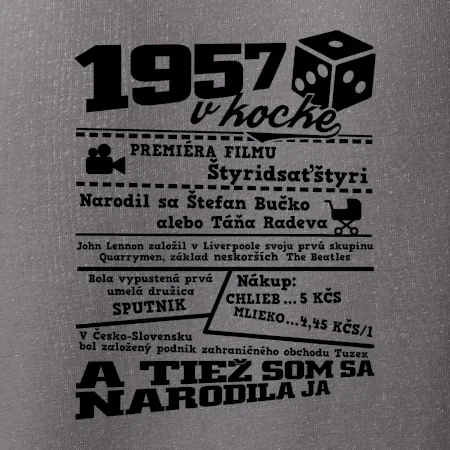 1957
v kocke
PREMIÉRA FILMU
Štyridsaťštyri
Narodil sa Štefan Bučko
alebo Táňa Radeva
John Lennon založil v Liverpoole svoju prvú skupinu
Quarrymen, základ neskorších The Beatles
Bola vypustená prvá
umelá družica
SPUTNIK
Nákup:
CHLIEB...5 KČS
MLIEKO...4,45 KČS/l
V Česko-Slovensku
bol založený podnik zahraničného obchodu Tuzex
A TIEŽ SOM SA
NARODILA JA